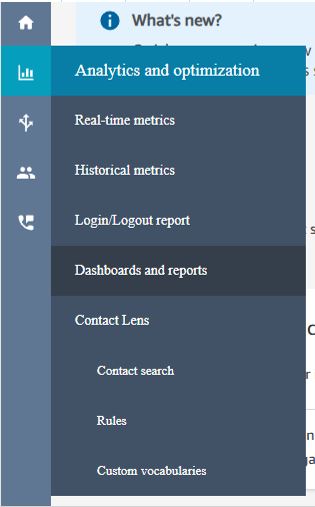 What's new?
Analytics and optimization
Real-time metrics
Historical metrics
Login/Logout report
Dashboards and reports
Contact Lens
Contact search
Rules
Custom vocabularies